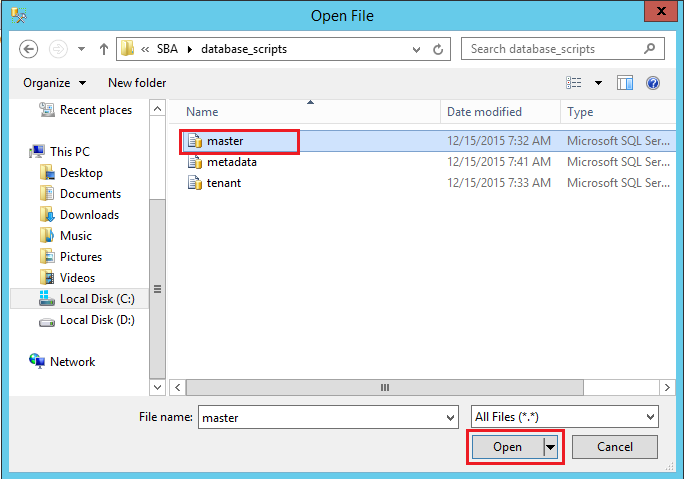 Open File
« SBA database_scripts
Search database_scripts
Organize New folder
Name Date modified Type
Recent places
This PC
Desktop
Documents
Downloads
Music
Pictures
Videos
Local Disk (C:)
Local Disk (D:)
Network
master 12/15/2015 7:32 AM Microsoft SQL Ser...
metadata 12/15/2015 7:41 AM Microsoft SQL Ser...
tenant 12/15/2015 7:33 AM Microsoft SQL Ser...
File name: master All Files (*.*)
Open Cancel